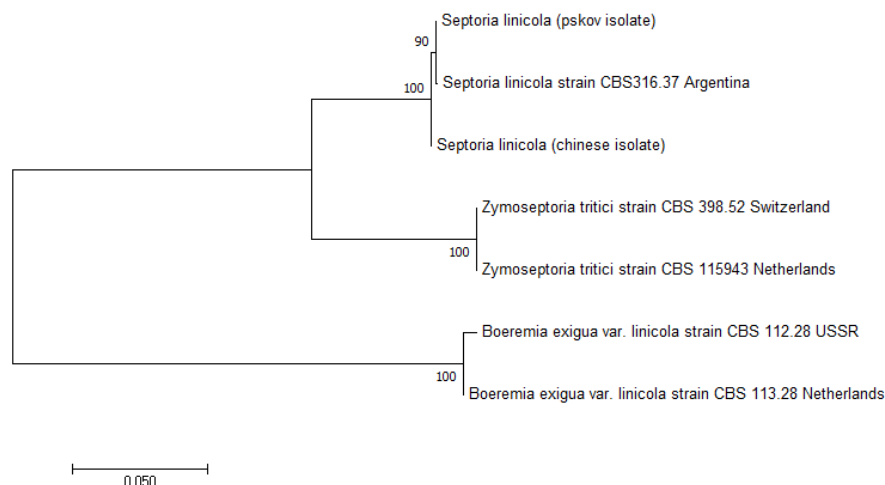 Septoria linicola (pskov isolate)
90
Septoria linicola strain CBS316.37 Argentina
100
Septoria linicola (chinese isolate)
Zymoseptoria tritici strain CBS 398.52 Switzerland
100
Zymoseptoria tritici strain CBS 115943 Netherlands
Boeremia exigua var. linicola strain CBS 112.28 USSR
100
Boeremia exigua var. linicola strain CBS 113.28 Netherlands
0.050